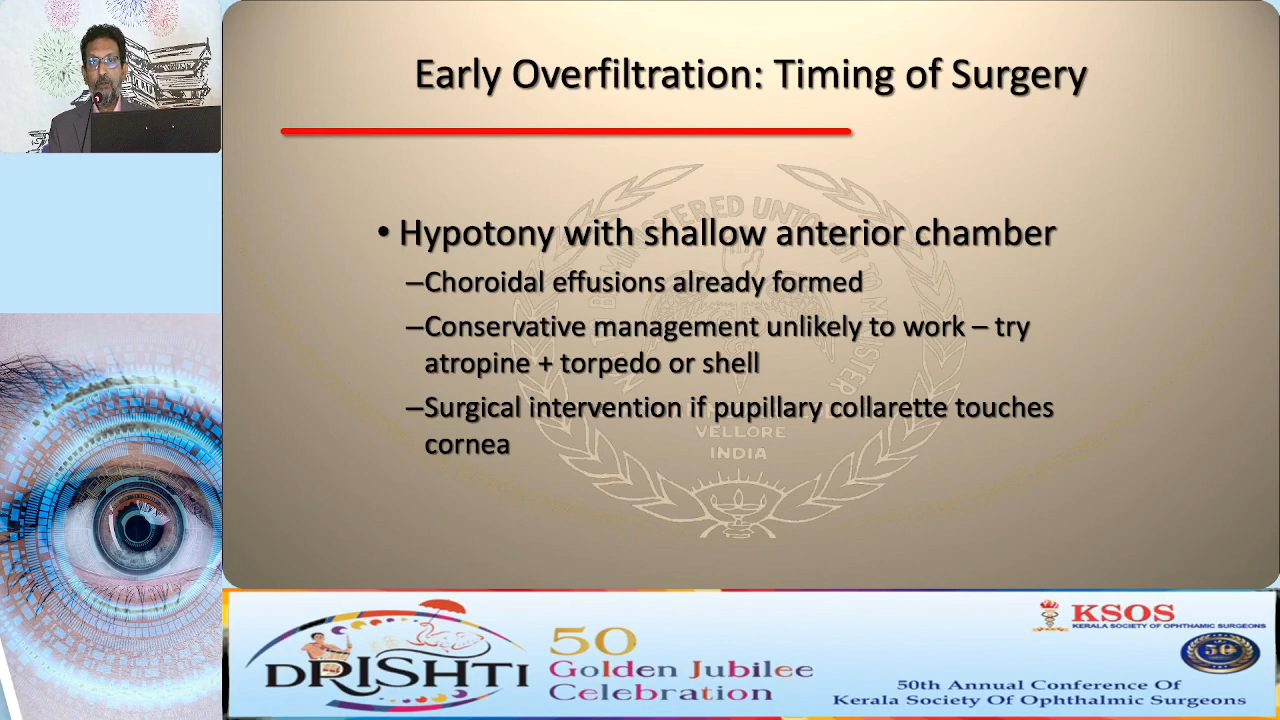 Early Overfiltration: Timing of Surgery
• Hypotony with shallow anterior chamber
–Choroidal effusions already formed
–Conservative management unlikely to work – try
atropine + torpedo or shell
–Surgical intervention if pupillary collarette touches
cornea
VELLORE
INDIA
DRISHTI
50
Golden Jubilee
Celebration
KSOS
KERALA SOCIETY OF OPHTHAMIC SURGEONS
50
50th Annual Conference Of
Kerala Society Of Ophthalmic Surgeons